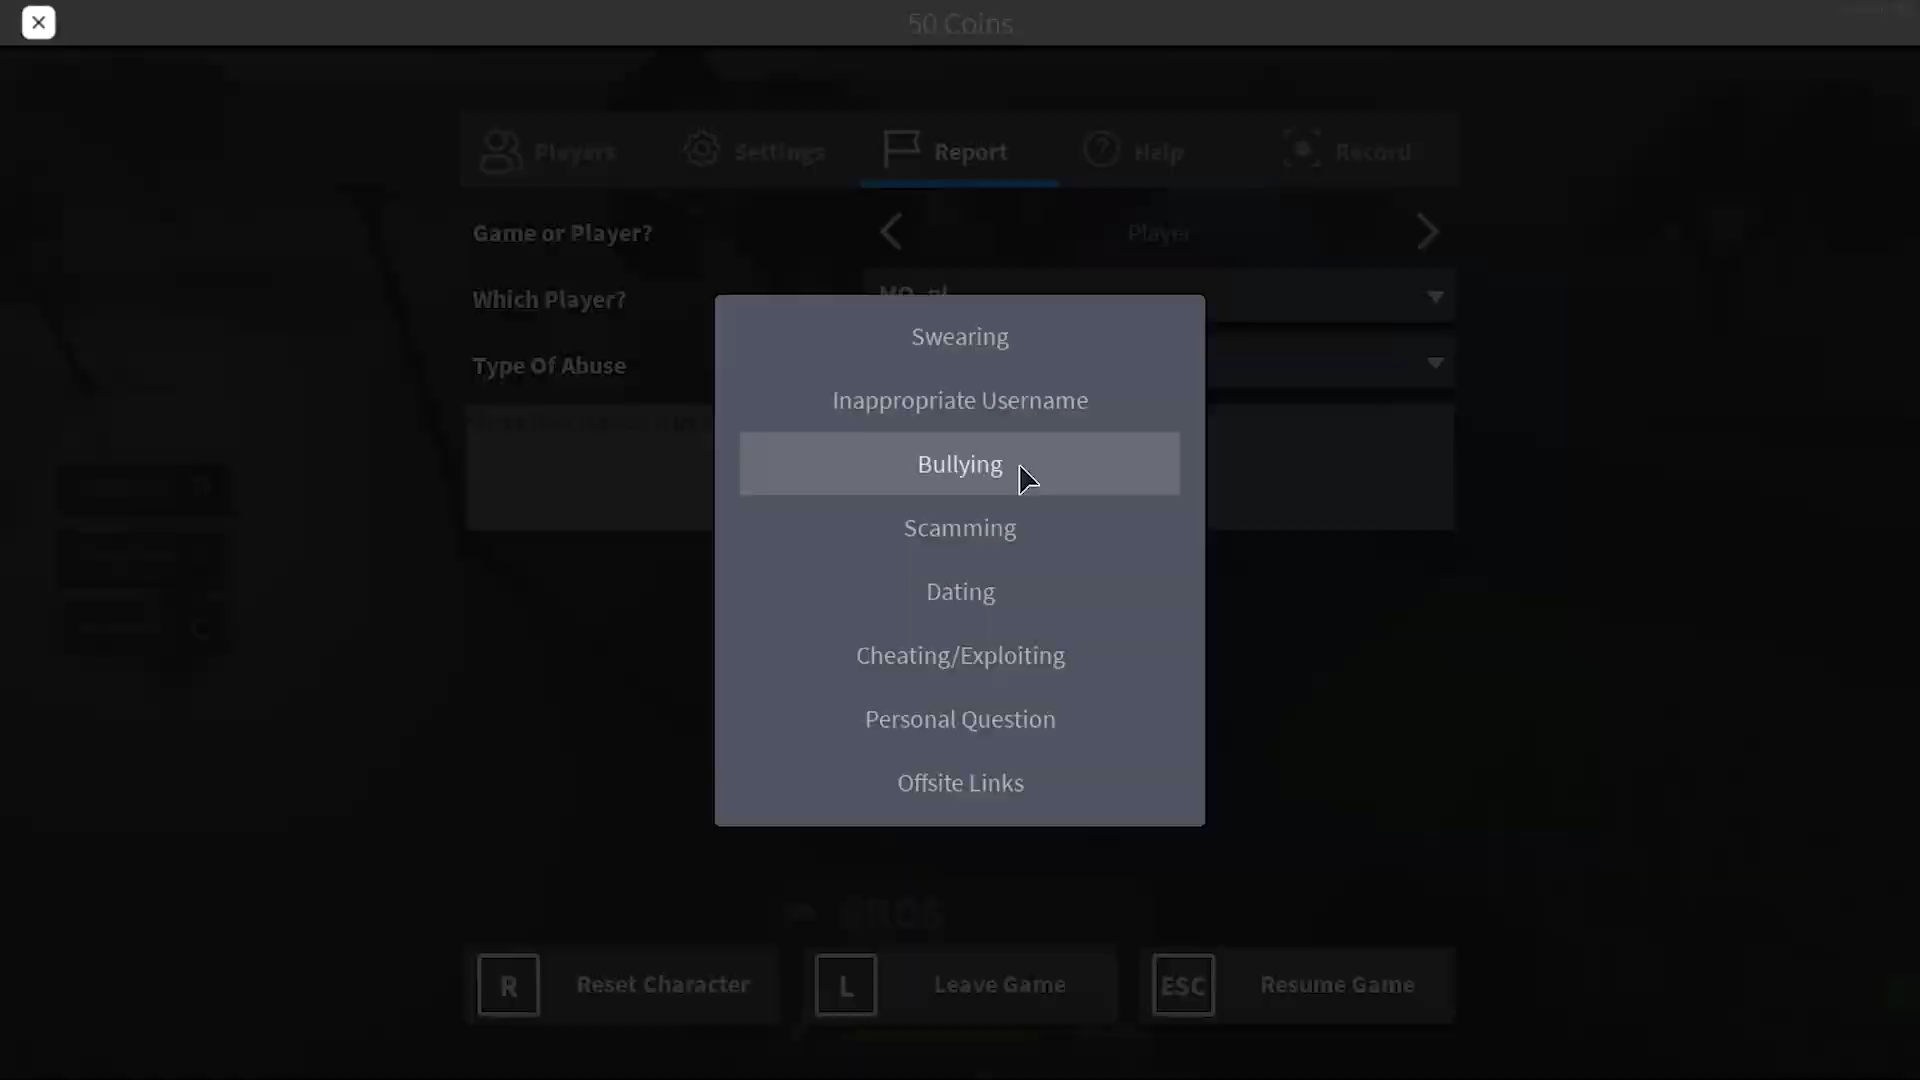 50 Coins
Players
Settings
Report
Help
Record
Game or Player?
Player
Which Player?
Type Of Abuse
Swearing
Inappropriate Username
Bullying
Scamming
Dating
Cheating/Exploiting
Personal Question
Offsite Links
R
Reset Character
L
Leave Game
ESC
Resume Game